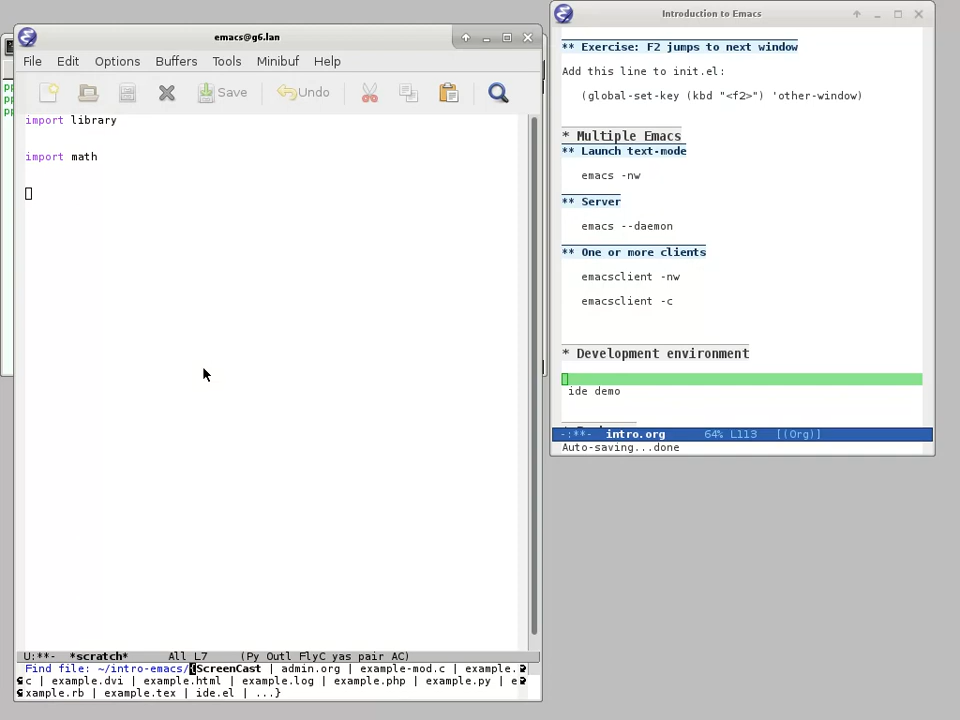 emacs@g6.lan
File Edit Options Buffers Tools Minibuf Help
Save Undo
import library
import math
U:**- *scratch* All L7 (Py Outl FlyC yas pair AC)
Find file: ~/intro-emacs/{ScreenCast | admin.org | example-mod.c | example.
c | example.dvi | example.html | example.log | example.php | example.py | e
xample.rb | example.tex | ide.el | ...}
Introduction to Emacs
** Exercise: F2 jumps to next window
Add this line to init.el:
(global-set-key (kbd "<f2>") 'other-window)
* Multiple Emacs
** Launch text-mode
emacs -nw
** Server
emacs --daemon
** One or more clients
emacsclient -nw
emacsclient -c
* Development environment
ide demo
-:**- intro.org 64% L113 [(Org)]
Auto-saving...done